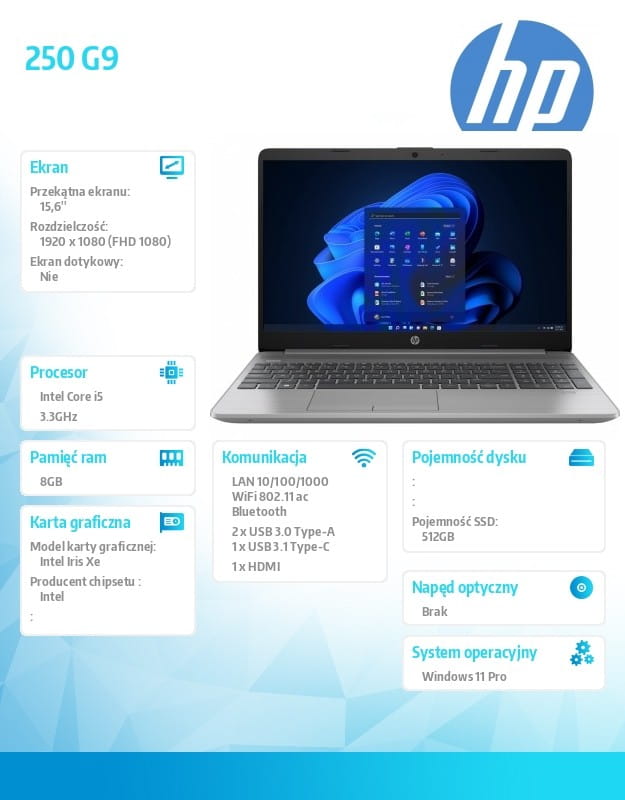 250 G9
hp
Ekran
Przekątna ekranu:
15,6"
Rozdzielczość:
1920 x 1080 (FHD 1080)
Ekran dotykowy:
Nie
hp
Procesor
Intel Core i5
3.3GHz
Pamięć ram
8GB
Karta graficzna
Model karty graficznej:
Intel Iris Xe
Producent chipsetu :
Intel
:
Komunikacja
LAN 10/100/1000
WiFi 802.11 ac
Bluetooth
2 x USB 3.0 Type-A
1 x USB 3.1 Type-C
1 x HDMI
Pojemność dysku
:
:
Pojemność SSD:
512GB
Napęd optyczny
Brak
System operacyjny
Windows 11 Pro